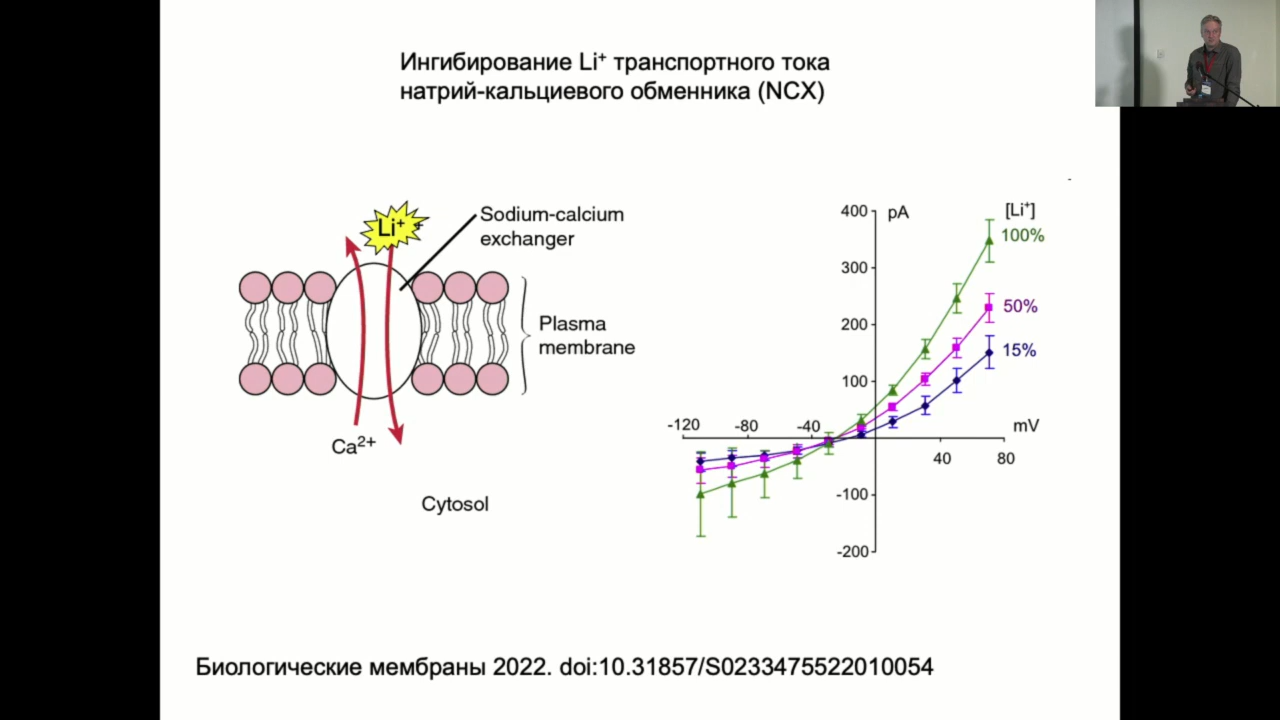 Ингибирование Li⁺ транспортного тока
натрий-кальциевого обменника (NCX)
Li⁺
Sodium-calcium
exchanger
Plasma
membrane
Ca²⁺
Cytosol
400 pA
[Li⁺]
100%
300
50%
200
15%
100
-120 -80 -40 mV
40 80
-100
-200
Биологические мембраны 2022. doi:10.31857/S0233475522010054